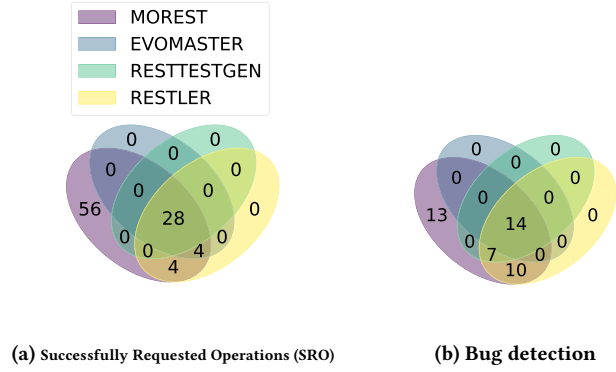 MOREST
EVOMASTER
RESTTESTGEN
RESTLER
0 0
0 0 0
56 0 0 0
28
0 0 4 0
4
0 0
0 0 0
13 0 0 0
14
0 7 0 0
10
(a) Successfully Requested Operations (SRO)
(b) Bug detection